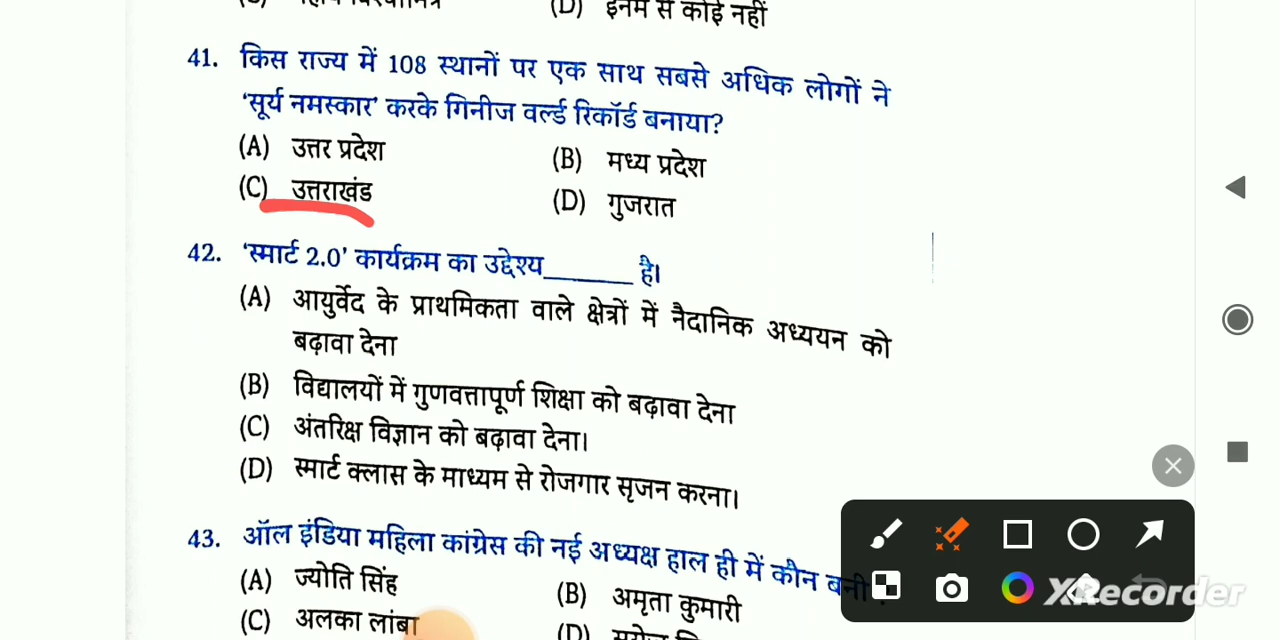 (D) इनमें से कोई नहीं
41. किस राज्य में 108 स्थानों पर एक साथ सबसे अधिक लोगों ने
'सूर्य नमस्कार' करके गिनीज वर्ल्ड रिकॉर्ड बनाया?
(A) उत्तर प्रदेश (B) मध्य प्रदेश
(C) उत्तराखंड (D) गुजरात
42. 'स्मार्ट 2.0' कार्यक्रम का उद्देश्य______ है।
(A) आयुर्वेद के प्राथमिकता वाले क्षेत्रों में नैदानिक अध्ययन को
बढ़ावा देना
(B) विद्यालयों में गुणवत्तापूर्ण शिक्षा को बढ़ावा देना
(C) अंतरिक्ष विज्ञान को बढ़ावा देना।
(D) स्मार्ट क्लास के माध्यम से रोजगार सृजन करना।
43. ऑल इंडिया महिला कांग्रेस की नई अध्यक्ष हाल ही में कौन बनी
(A) ज्योति सिंह (B) अमृता कुमारी
(C) अलका लांबा (D)
XRecorder